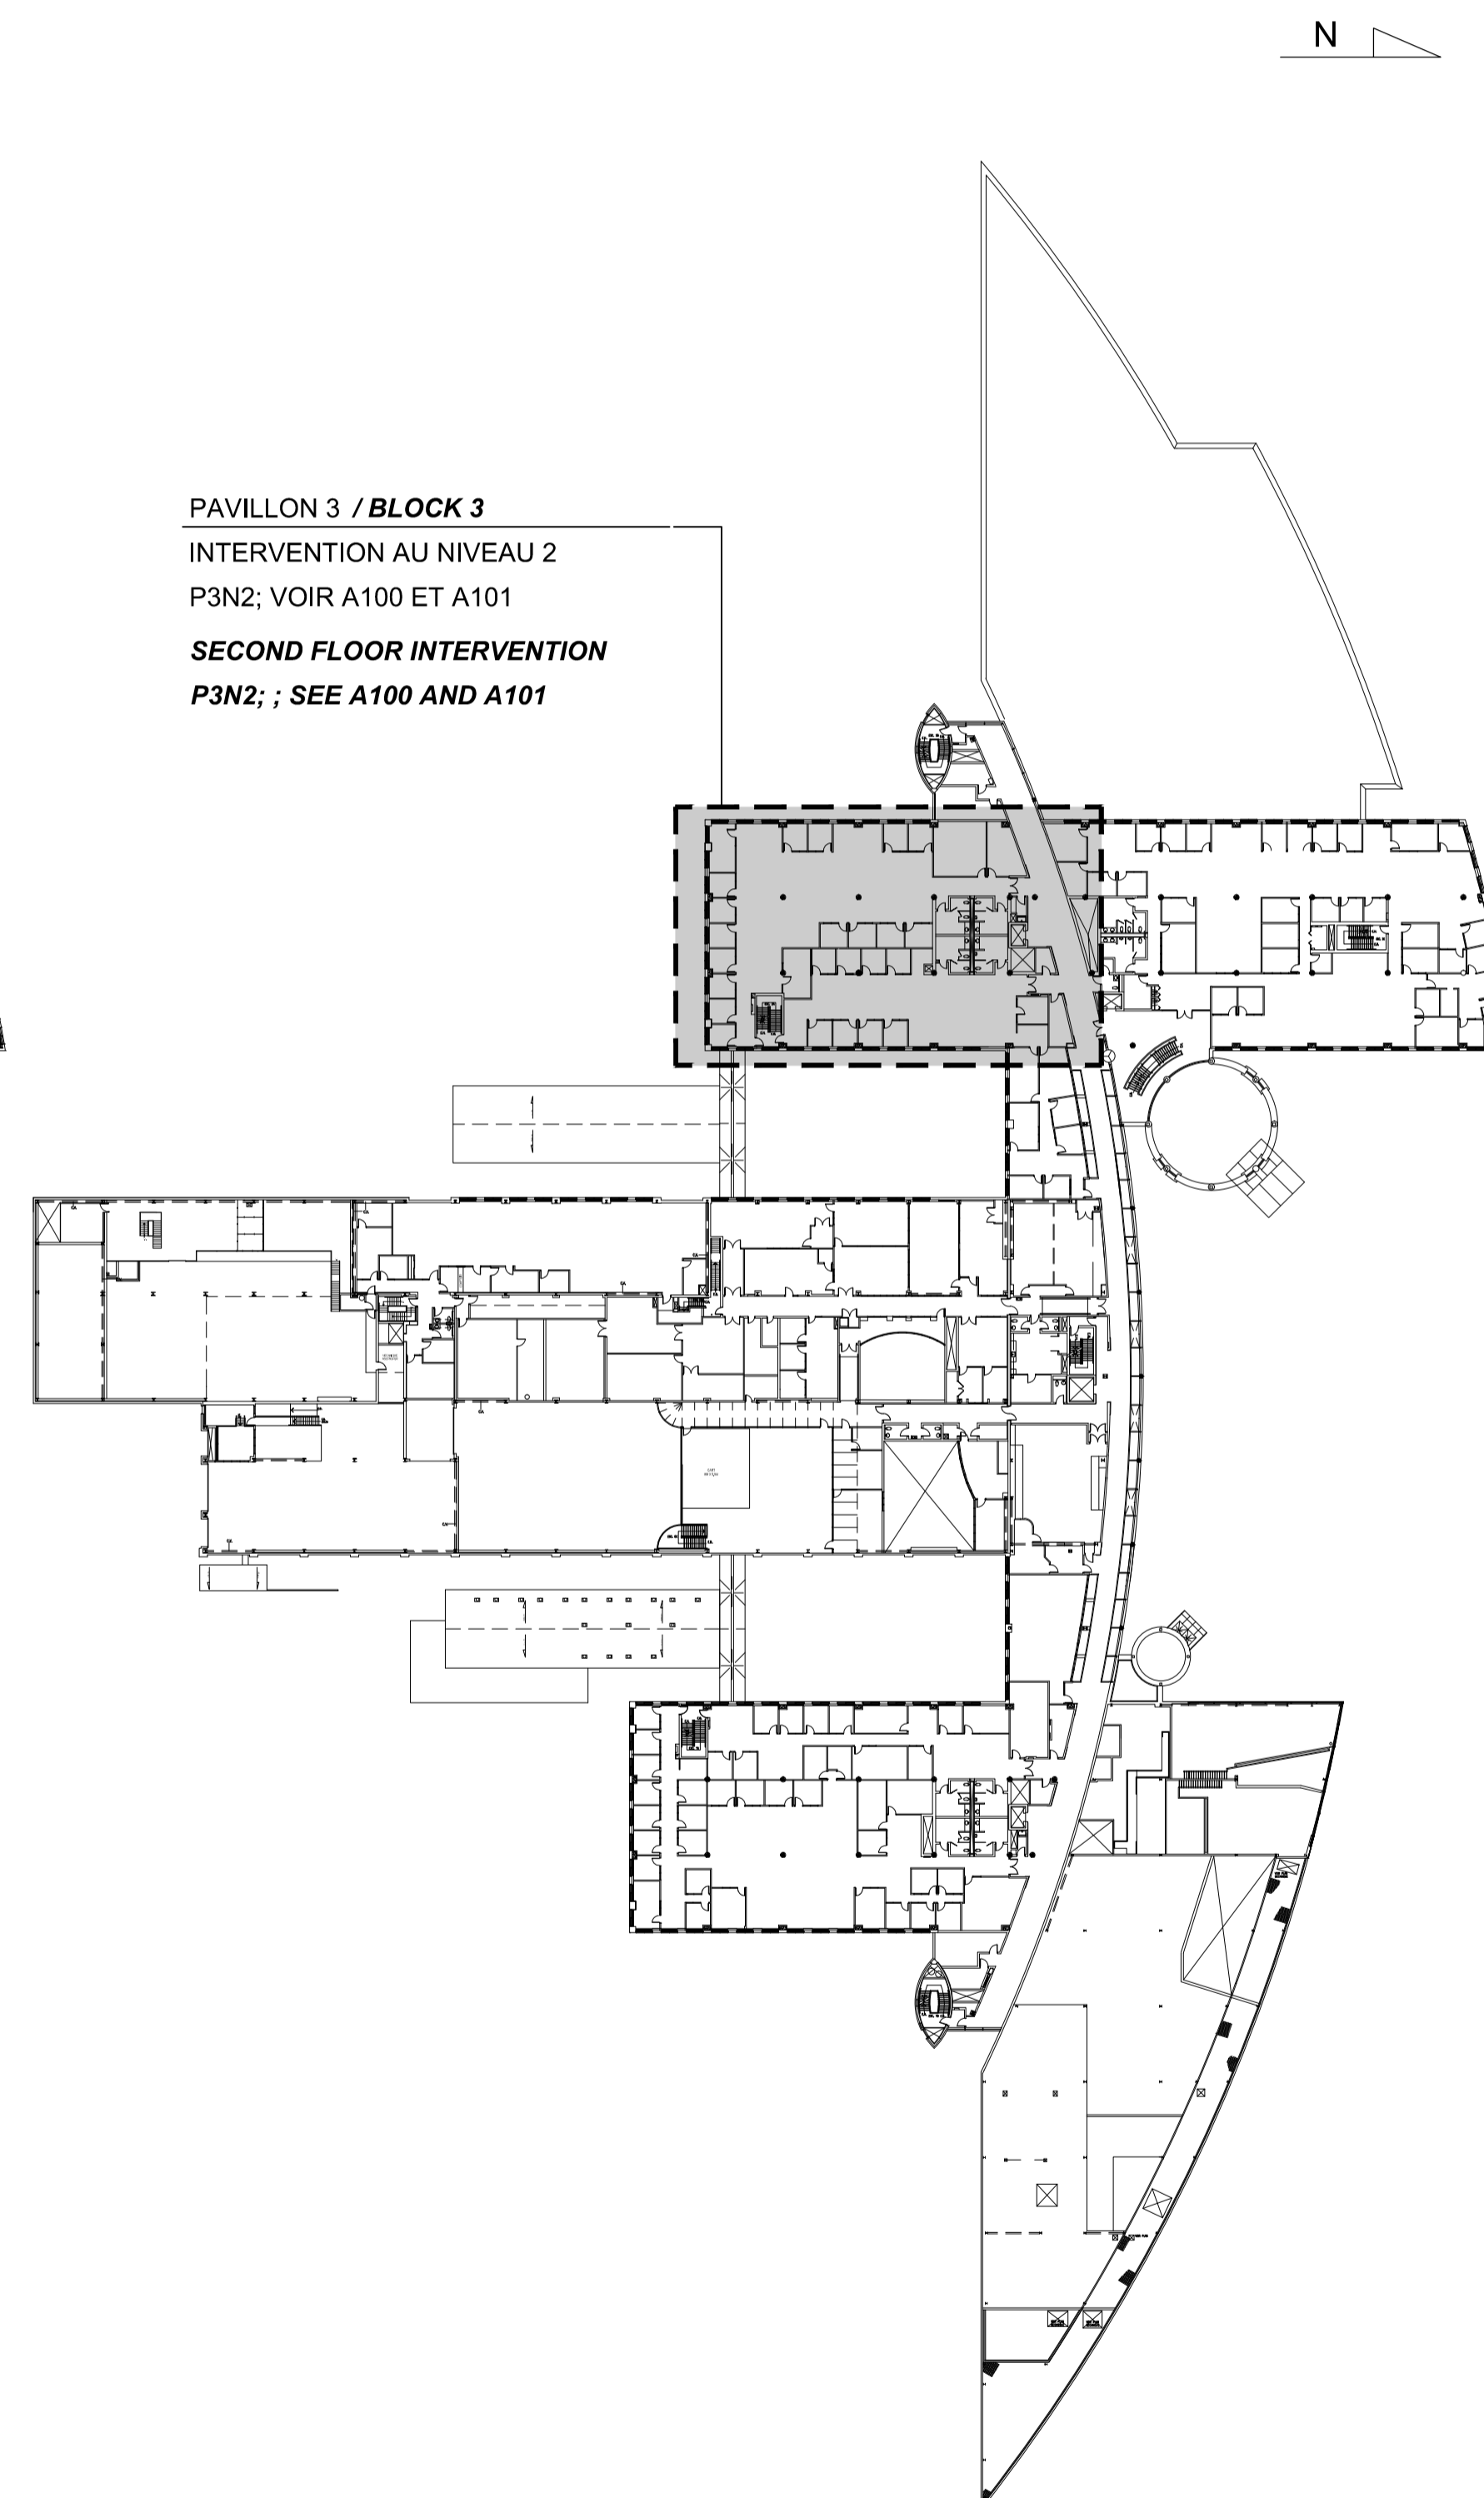 N
PAVILLON 3 / BLOCK 3
INTERVENTION AU NIVEAU 2
P3N2; VOIR A100 ET A101
SECOND FLOOR INTERVENTION
P3N2; ; SEE A100 AND A101